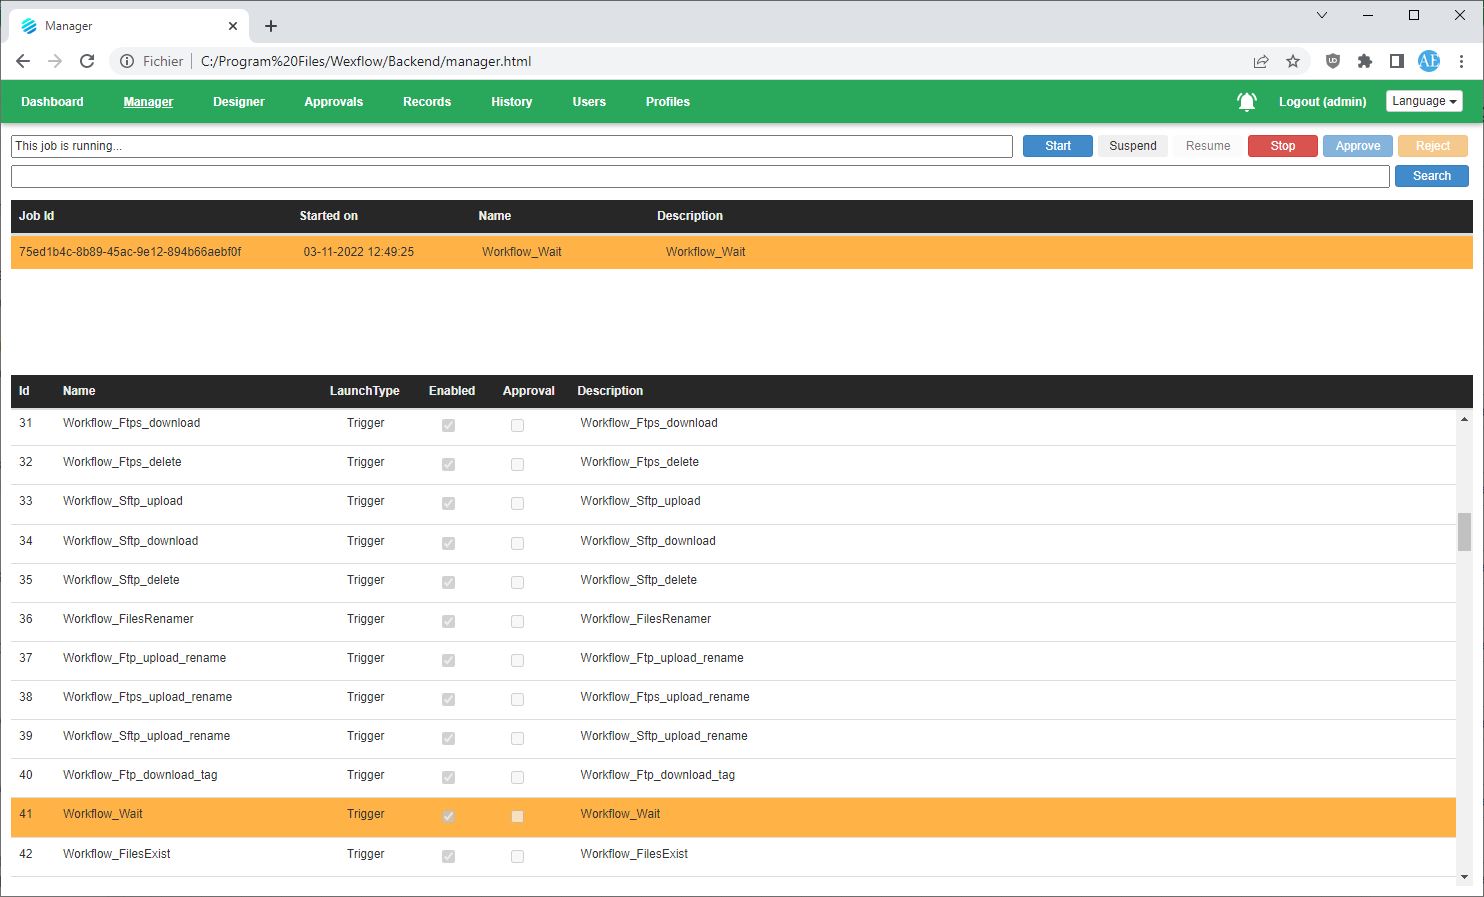 Manager
Fichier C:/Program%20Files/Wexflow/Backend/manager.html
UD AE
Dashboard Manager Designer Approvals Records History Users Profiles Logout (admin) Language
This job is running... Start Suspend Resume Stop Approve Reject
Search
Job Id Started on Name Description
75ed1b4c-8b89-45ac-9e12-894b66aebf0f 03-11-2022 12:49:25 Workflow_Wait Workflow_Wait
Id Name LaunchType Enabled Approval Description
31 Workflow_Ftps_download Trigger Workflow_Ftps_download
32 Workflow_Ftps_delete Trigger Workflow_Ftps_delete
33 Workflow_Sftp_upload Trigger Workflow_Sftp_upload
34 Workflow_Sftp_download Trigger Workflow_Sftp_download
35 Workflow_Sftp_delete Trigger Workflow_Sftp_delete
36 Workflow_FilesRenamer Trigger Workflow_FilesRenamer
37 Workflow_Ftp_upload_rename Trigger Workflow_Ftp_upload_rename
38 Workflow_Ftps_upload_rename Trigger Workflow_Ftps_upload_rename
39 Workflow_Sftp_upload_rename Trigger Workflow_Sftp_upload_rename
40 Workflow_Ftp_download_tag Trigger Workflow_Ftp_download_tag
41 Workflow_Wait Trigger Workflow_Wait
42 Workflow_FilesExist Trigger Workflow_FilesExist